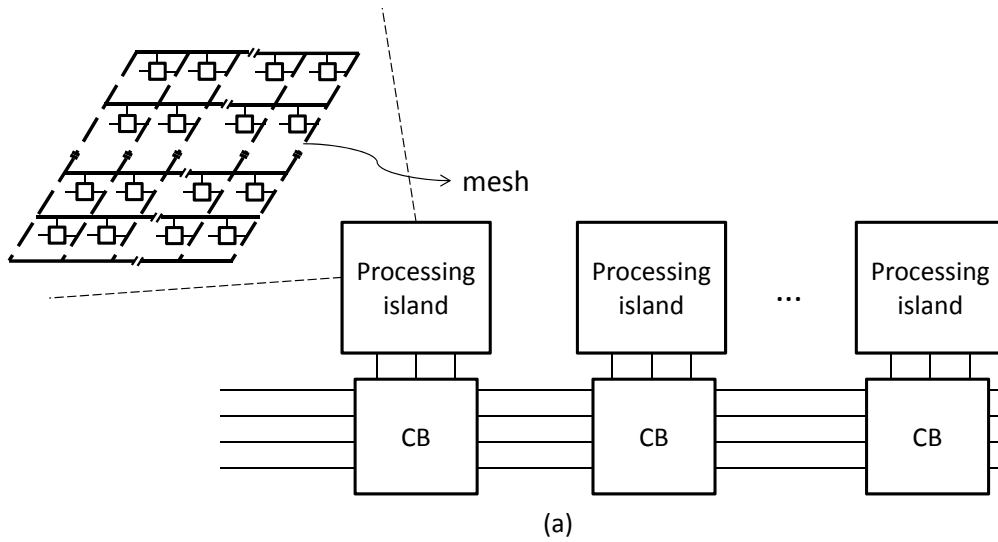 mesh
Processing
island
Processing
island
...
Processing
island
CB
CB
CB
(a)